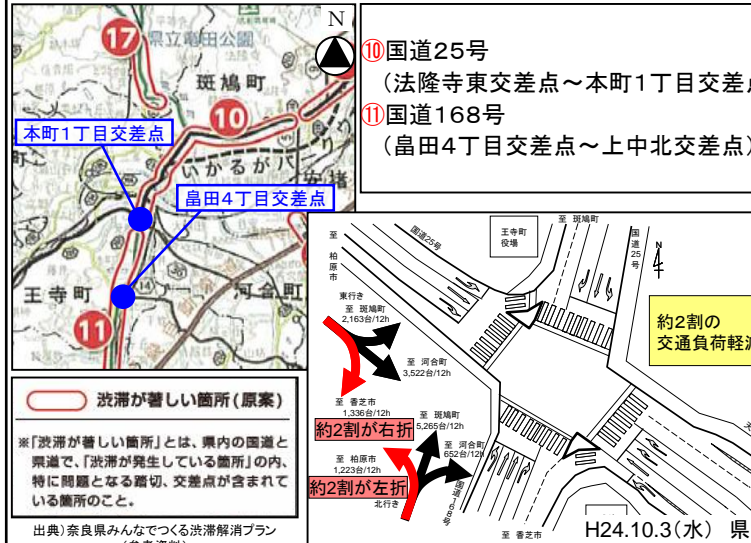 N
17
県立竜田公園
斑鳩町
10
本町1丁目交差点
いかるがパ
安堵
畠田4丁目交差点
王寺町
14
河合町
11
⑩国道25号
(法隆寺東交差点～本町1丁目交差点
⑪国道168号
(畠田4丁目交差点～上中北交差点)
渋滞が著しい箇所(原案)
※「渋滞が著しい箇所」とは、県内の国道と
県道で、「渋滞が発生している箇所」の内、
特に問題となる踏切、交差点が含まれて
いる箇所のこと。
出典)奈良県みんなでつくる渋滞解消プラン
至 柏原市
国道25号
王寺町
役場
至 斑鳩町
国道25号
N
東行き
至 斑鳩町
2,163台/12h
至 河合町
3,522台/12h
至 香芝市
1,336台/12h
約2割が右折
至 斑鳩町
5,265台/12h
至 河合町
652台/12h
至 柏原市
1,223台/12h
約2割が左折
北行き
国道168号
至 香芝市
約2割の
交通負荷軽減
H24.10.3(水) 県